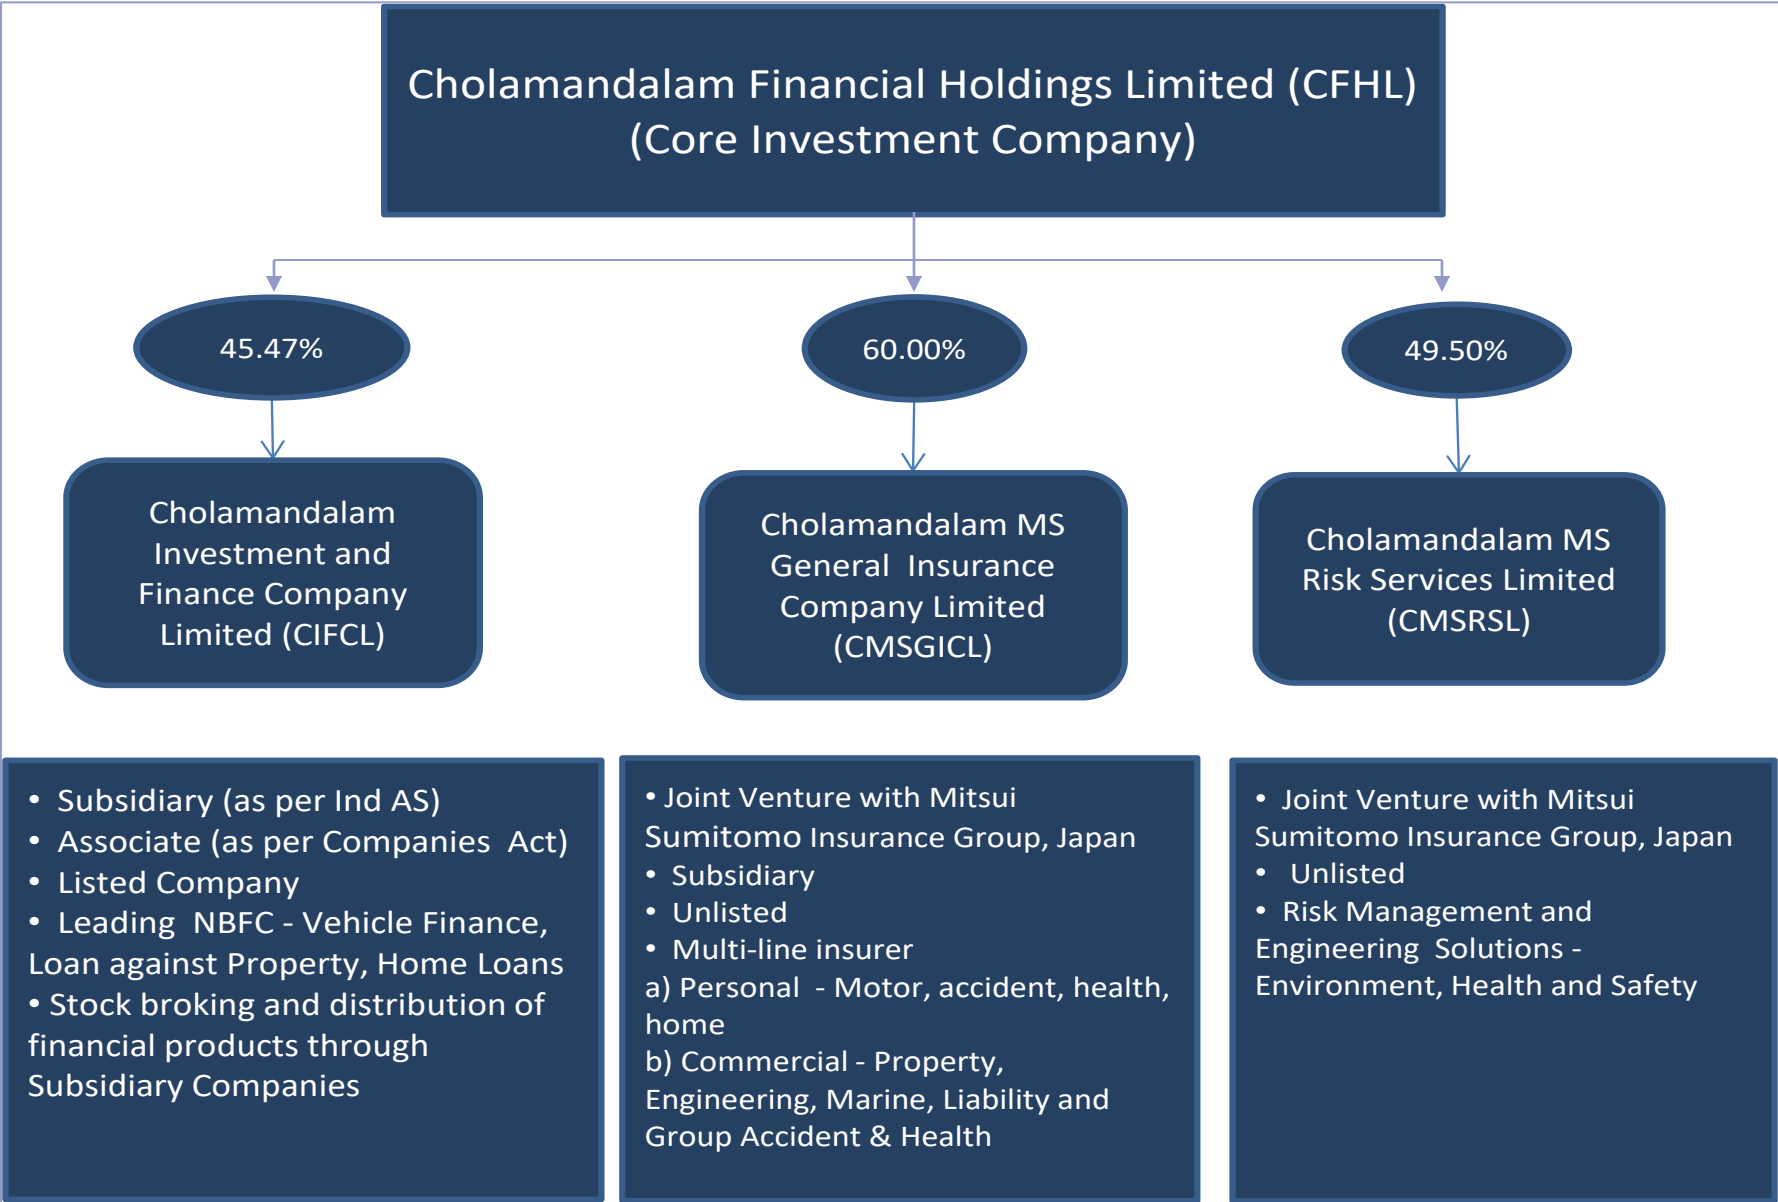 Cholamandalam Financial Holdings Limited (CFHL)
(Core Investment Company)
45.47%
60.00%
49.50%
Cholamandalam
Investment and
Finance Company
Limited (CIFCL)
Cholamandalam MS
General Insurance
Company Limited
(CMSGICL)
Cholamandalam MS
Risk Services Limited
(CMSRSL)
• Subsidiary (as per Ind AS)
• Associate (as per Companies Act)
• Listed Company
• Leading NBFC - Vehicle Finance,
Loan against Property, Home Loans
• Stock broking and distribution of
financial products through
Subsidiary Companies
• Joint Venture with Mitsui
Sumitomo Insurance Group, Japan
• Subsidiary
• Unlisted
• Multi-line insurer
a) Personal - Motor, accident, health,
home
b) Commercial - Property,
Engineering, Marine, Liability and
Group Accident & Health
• Joint Venture with Mitsui
Sumitomo Insurance Group, Japan
• Unlisted
• Risk Management and
Engineering Solutions -
Environment, Health and Safety